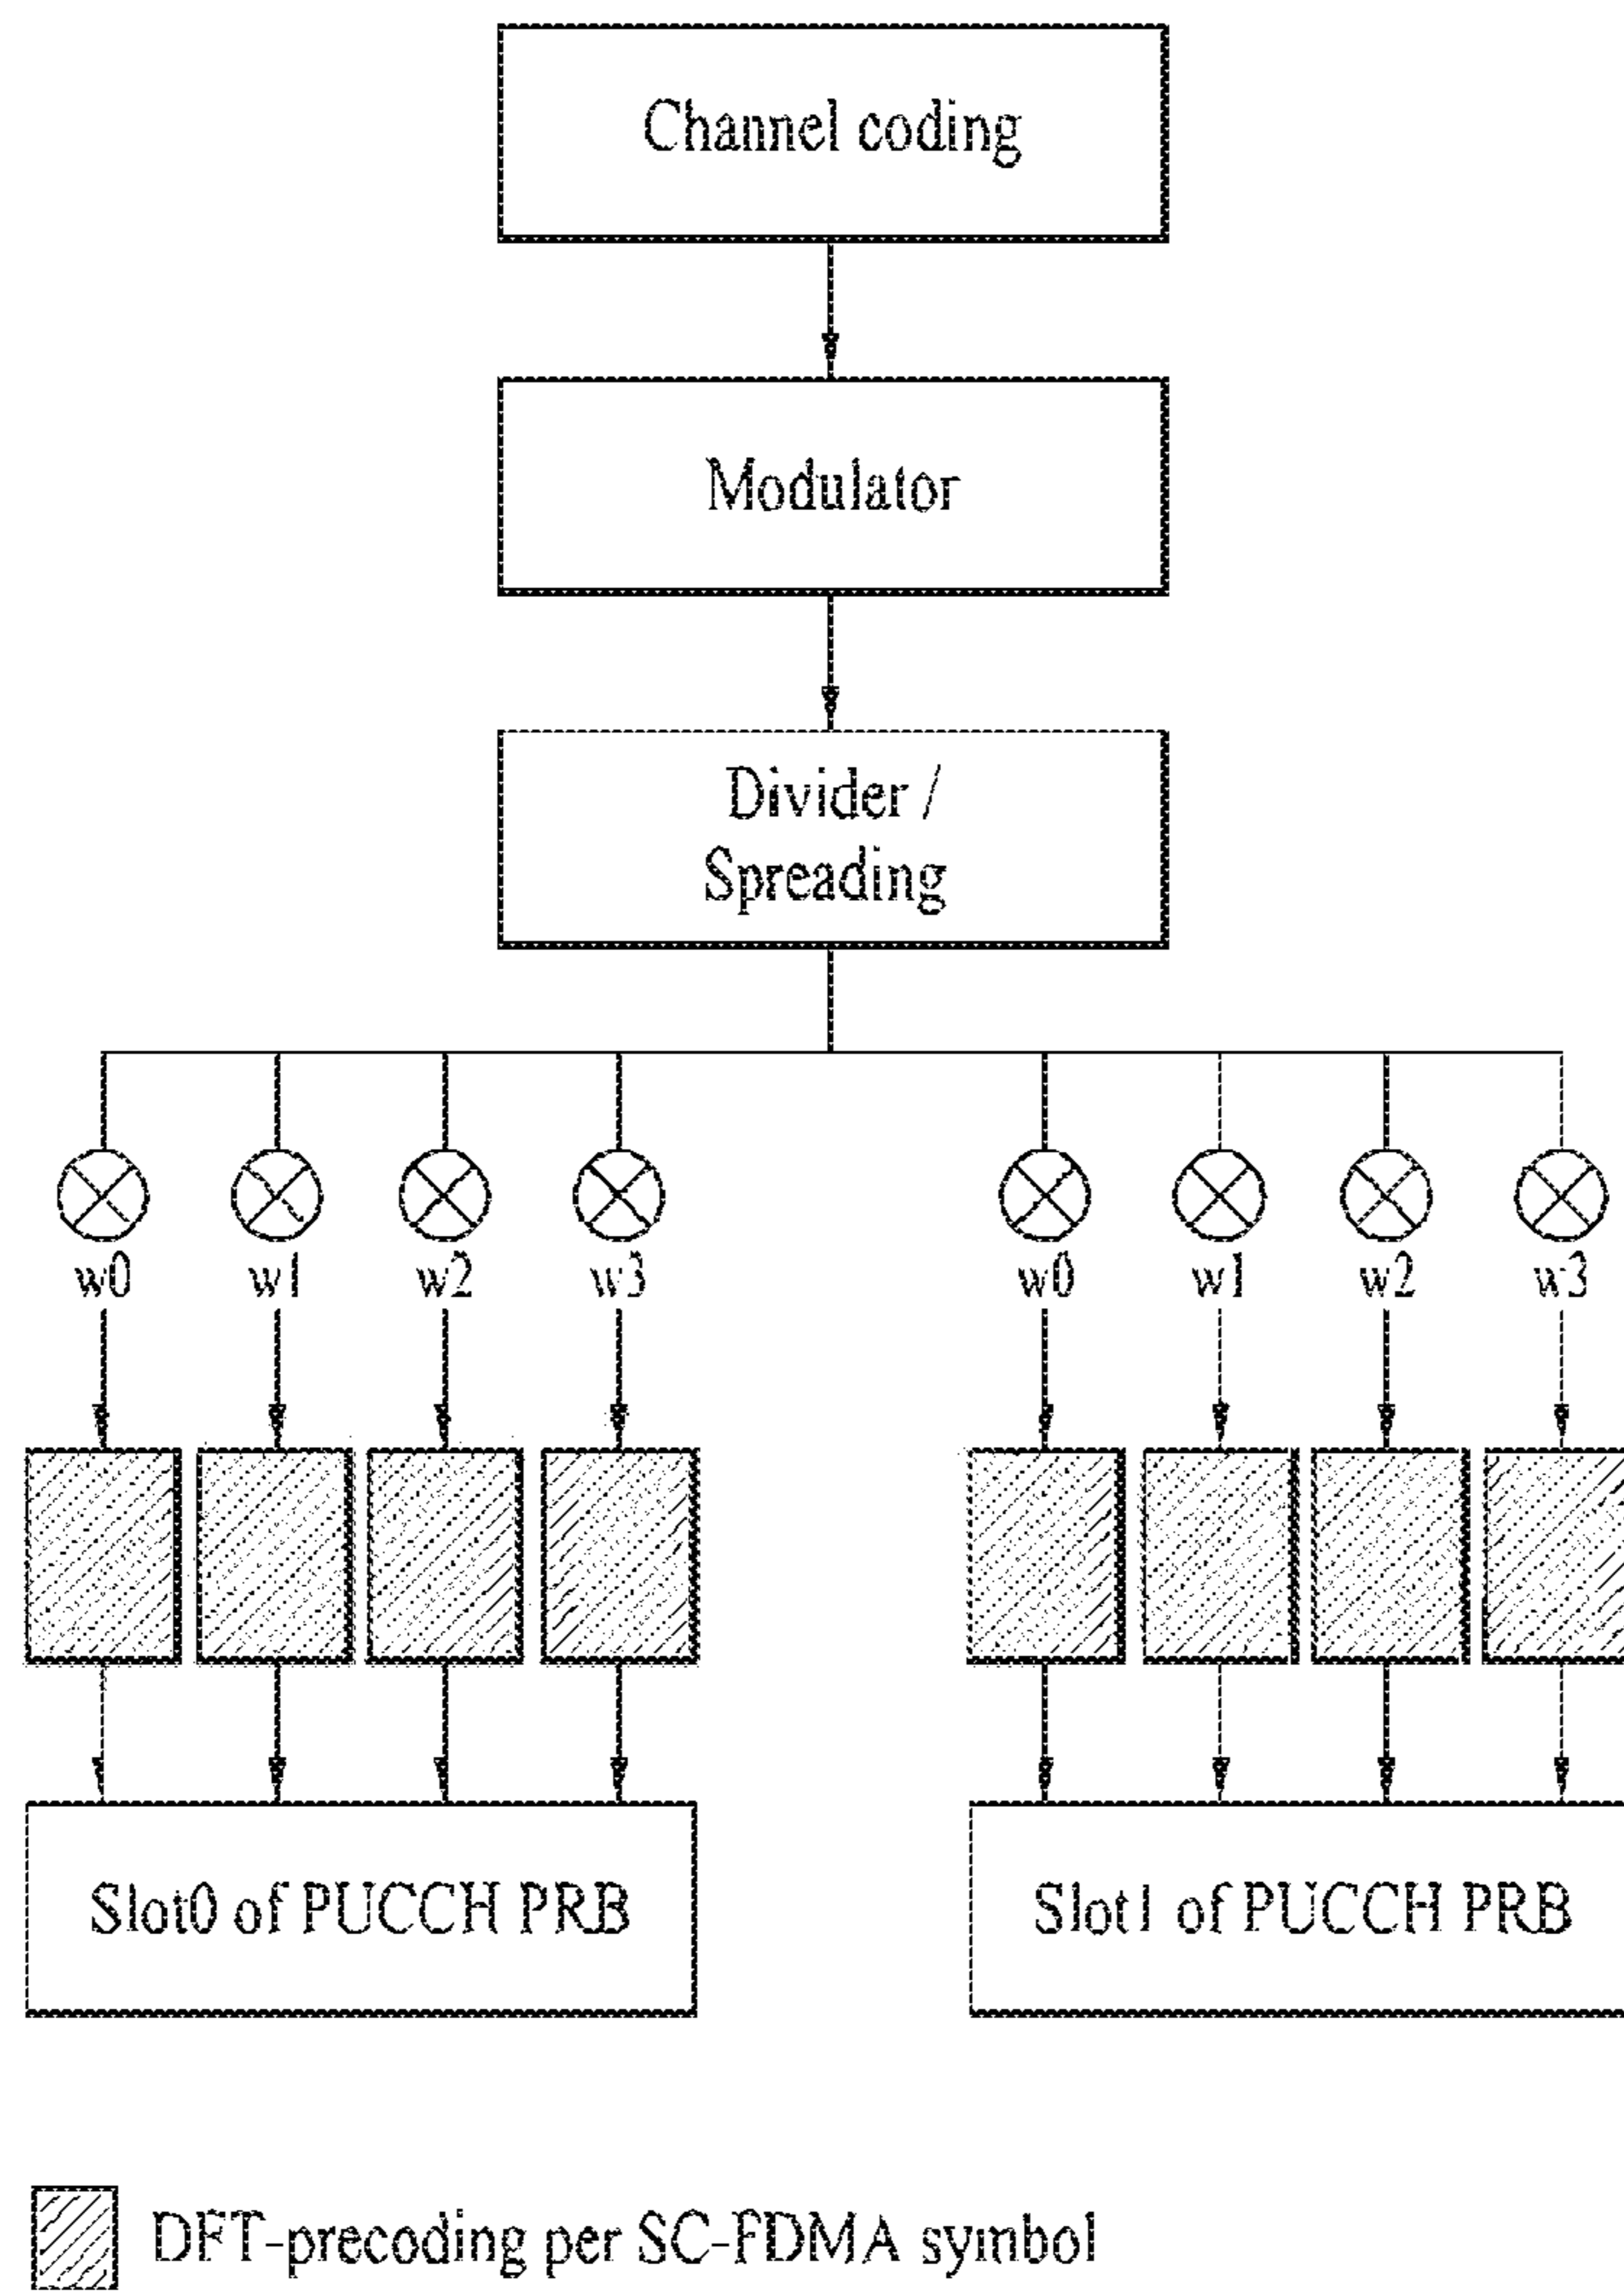 Channel coding
Modulator
Divider /
Spreading
w0 w1 w2 w3 w0 w1 w2 w3
Slot0 of PUCCH PRB Slot1 of PUCCH PRB
DFT-precoding per SC-FDMA symbol